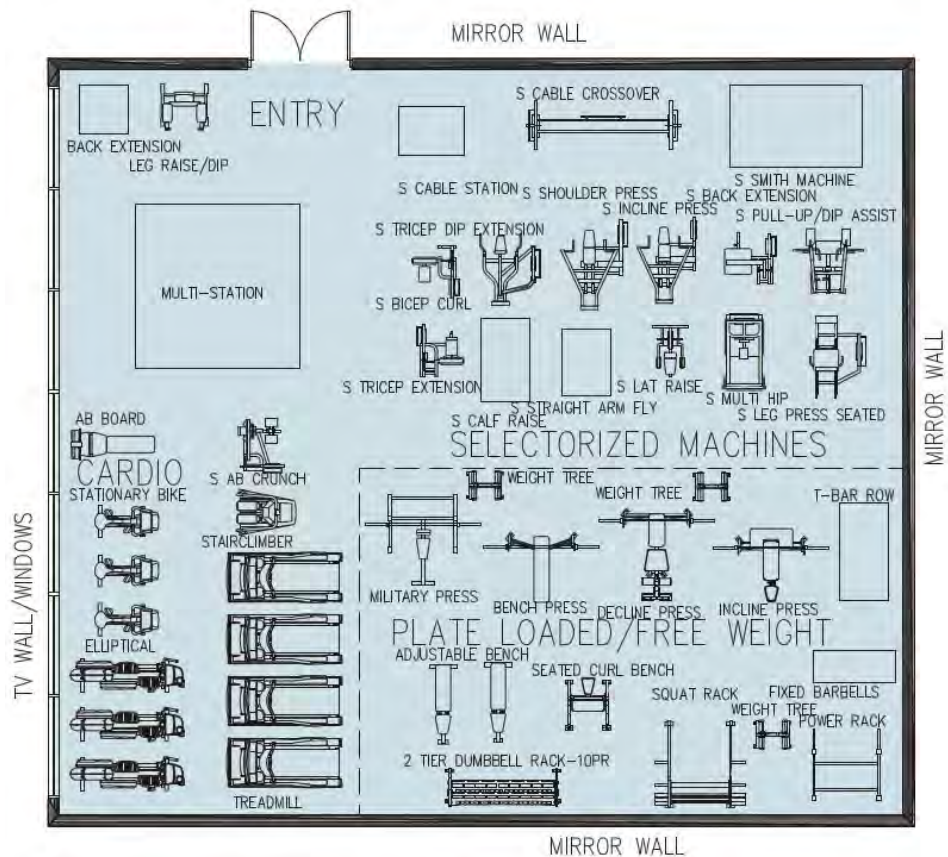 MIRROR WALL
ENTRY
S CABLE CROSSOVER
BACK EXTENSION
LEG RAISE/DIP
S CABLE STATION
S SHOULDER PRESS
S BACK EXTENSION
S SMITH MACHINE
S INCLINE PRESS
S PULL-UP/DIP ASSIST
S TRICEP DIP EXTENSION
MULTI-STATION
S BICEP CURL
S TRICEP EXTENSION
S LAT RAISE
S MULTI HIP
S STRAIGHT ARM FLY
S LEG PRESS SEATED
S CALF RAISE
MIRROR WALL
AB BOARD
SELECTORIZED MACHINES
CARDIO
S AB CRUNCH
WEIGHT TREE
WEIGHT TREE
T-BAR ROW
STATIONARY BIKE
STAIRCLIMBER
TV WALL/WINDOWS
MILITARY PRESS
BENCH PRESS
DECLINE PRESS
INCLINE PRESS
PLATE LOADED/FREE WEIGHT
ELLIPTICAL
ADJUSTABLE BENCH
SEATED CURL BENCH
SQUAT RACK
FIXED BARBELLS
WEIGHT TREE
POWER RACK
2 TIER DUMBBELL RACK-10PR
TREADMILL
MIRROR WALL